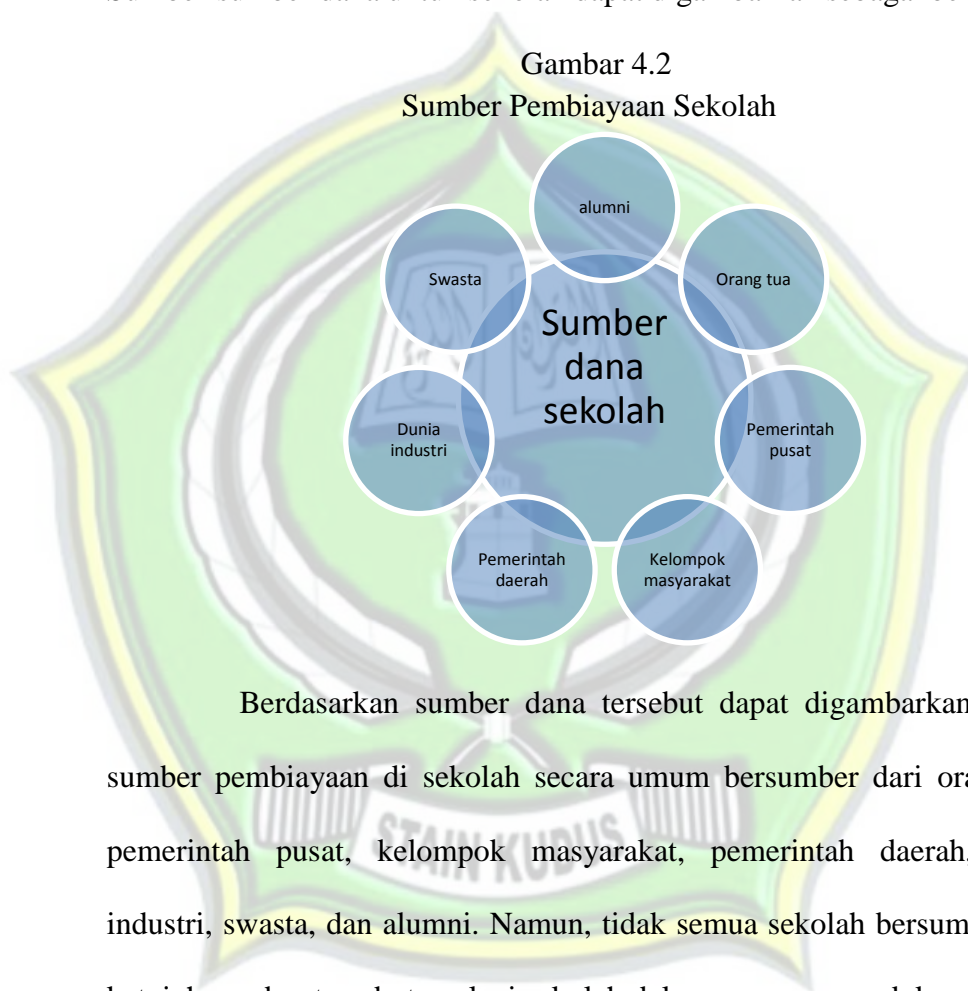 Gambar 4.2
Sumber Pembiayaan Sekolah
alumni
Orang tua
Pemerintah
pusat
Kelompok
masyarakat
Pemerintah
daerah
Dunia
industri
Swasta
Sumber
dana
sekolah
Berdasarkan sumber dana tersebut dapat digambarkan
sumber pembiayaan di sekolah secara umum bersumber dari
pemerintah pusat, kelompok masyarakat, pemerintah daerah,
industri, swasta, dan alumni. Namun, tidak semua sekolah
STAIN KUDUS